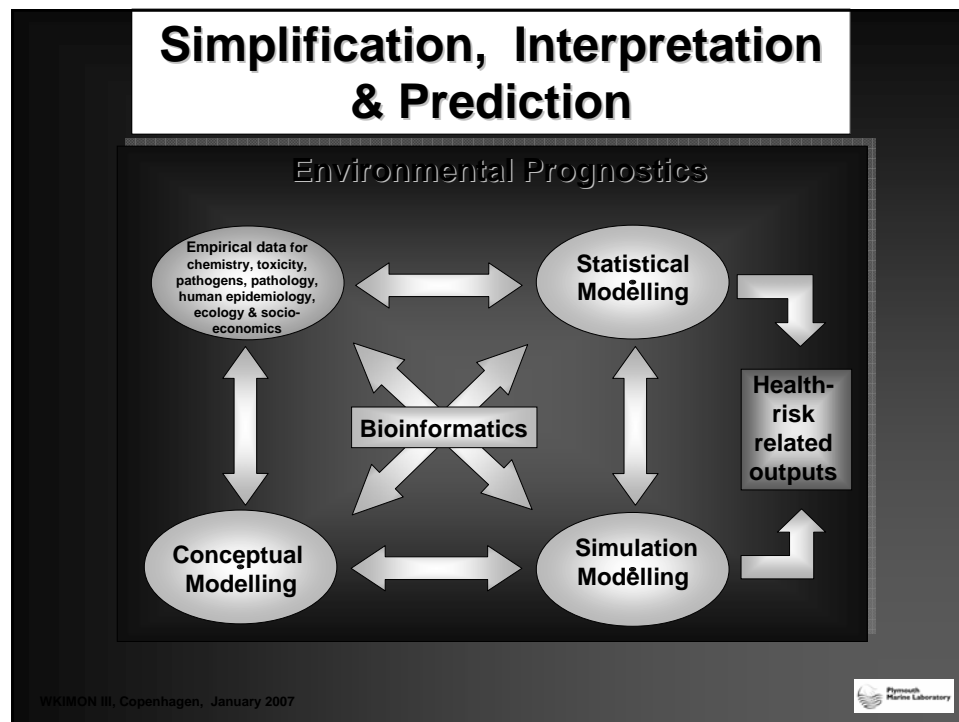 Simplification, Interpretation
& Prediction
Environmental Prognostics
Empirical data for
chemistry, toxicity,
pathogens, pathology,
human epidemiology,
ecology & socio-
economics
Statistical
Modelling
Bioinformatics
Health-
risk
related
outputs
Conceptual
Modelling
Simulation
Modelling
WKIMON III, Copenhagen, January 2007
Plymouth
Marine Laboratory